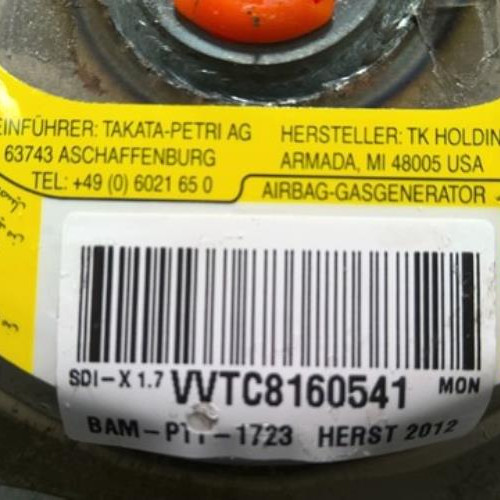 EINFÜHRER: TAKATA-PETRI AG
63743 ASCHAFFENBURG
TEL: +49 (0) 6021 65 0
HERSTELLER: TK HOLDIN
ARMADA, MI 48005 USA
AIRBAG-GASGENERATOR -
SDI-X 1.7 VVTC8160541 MON
BAM-PT1-1723 HERST 2012